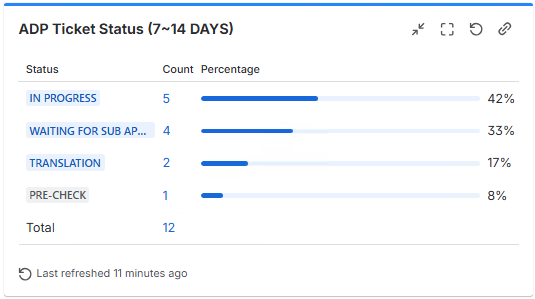 ADP Ticket Status (7~14 DAYS)
Status Count Percentage
IN PROGRESS 5 42%
WAITING FOR SUB AP... 4 33%
TRANSLATION 2 17%
PRE-CHECK 1 8%
Total 12
Last refreshed 11 minutes ago